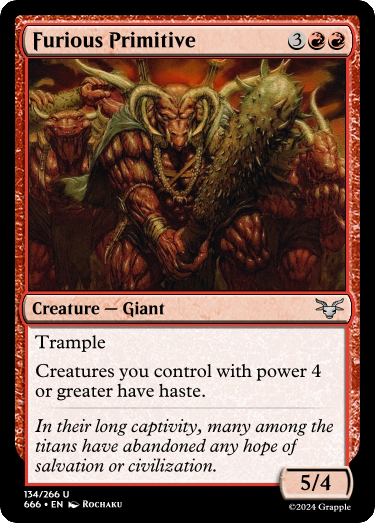 Furious Primitive 3
Creature — Giant
Trample
Creatures you control with power 4
or greater have haste.
In their long captivity, many among the
titans have abandoned any hope of
salvation or civilization.
5/4
134/266 U
666 • EN Rochaku
©2024 Grapple